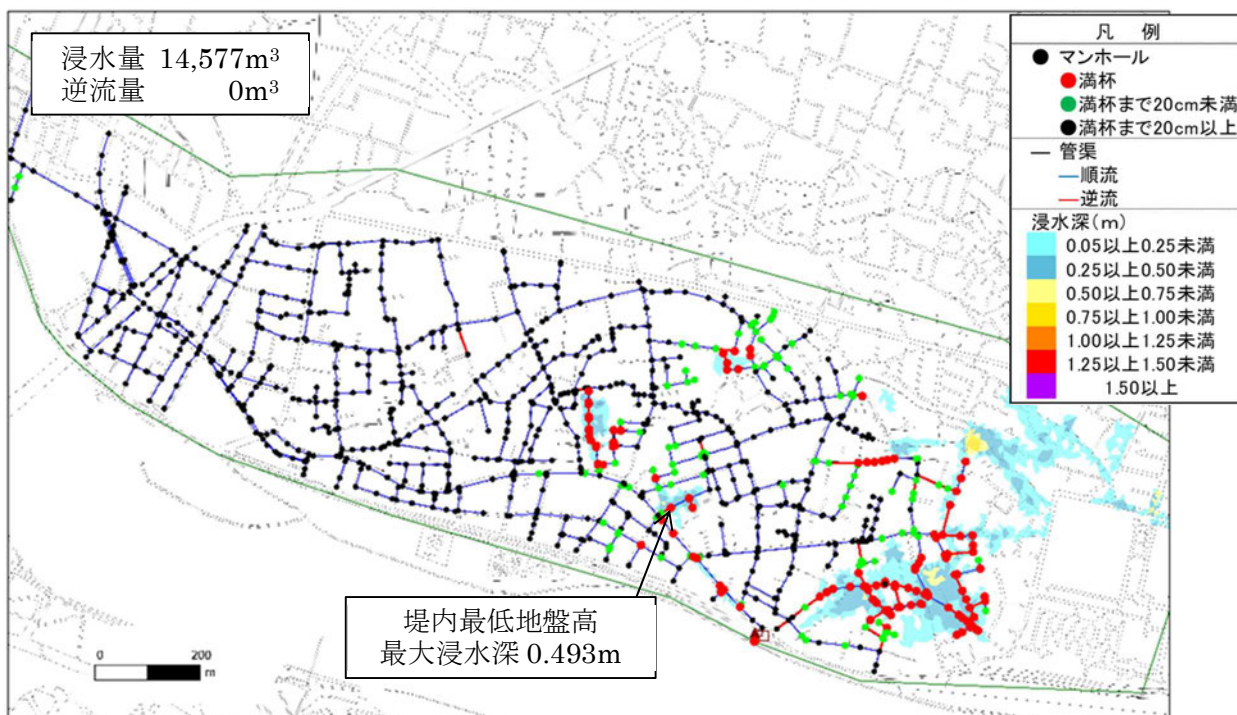 浸水量 14,577m³
逆流量 0m³
凡 例
マンホール
満杯
満杯まで20cm未満
満杯まで20cm以上
管渠
順流
逆流
浸水深(m)
0.05以上0.25未満
0.25以上0.50未満
0.50以上0.75未満
0.75以上1.00未満
1.00以上1.25未満
1.25以上1.50未満
1.50以上
堤内最低地盤高
最大浸水深 0.493m
0 200
m